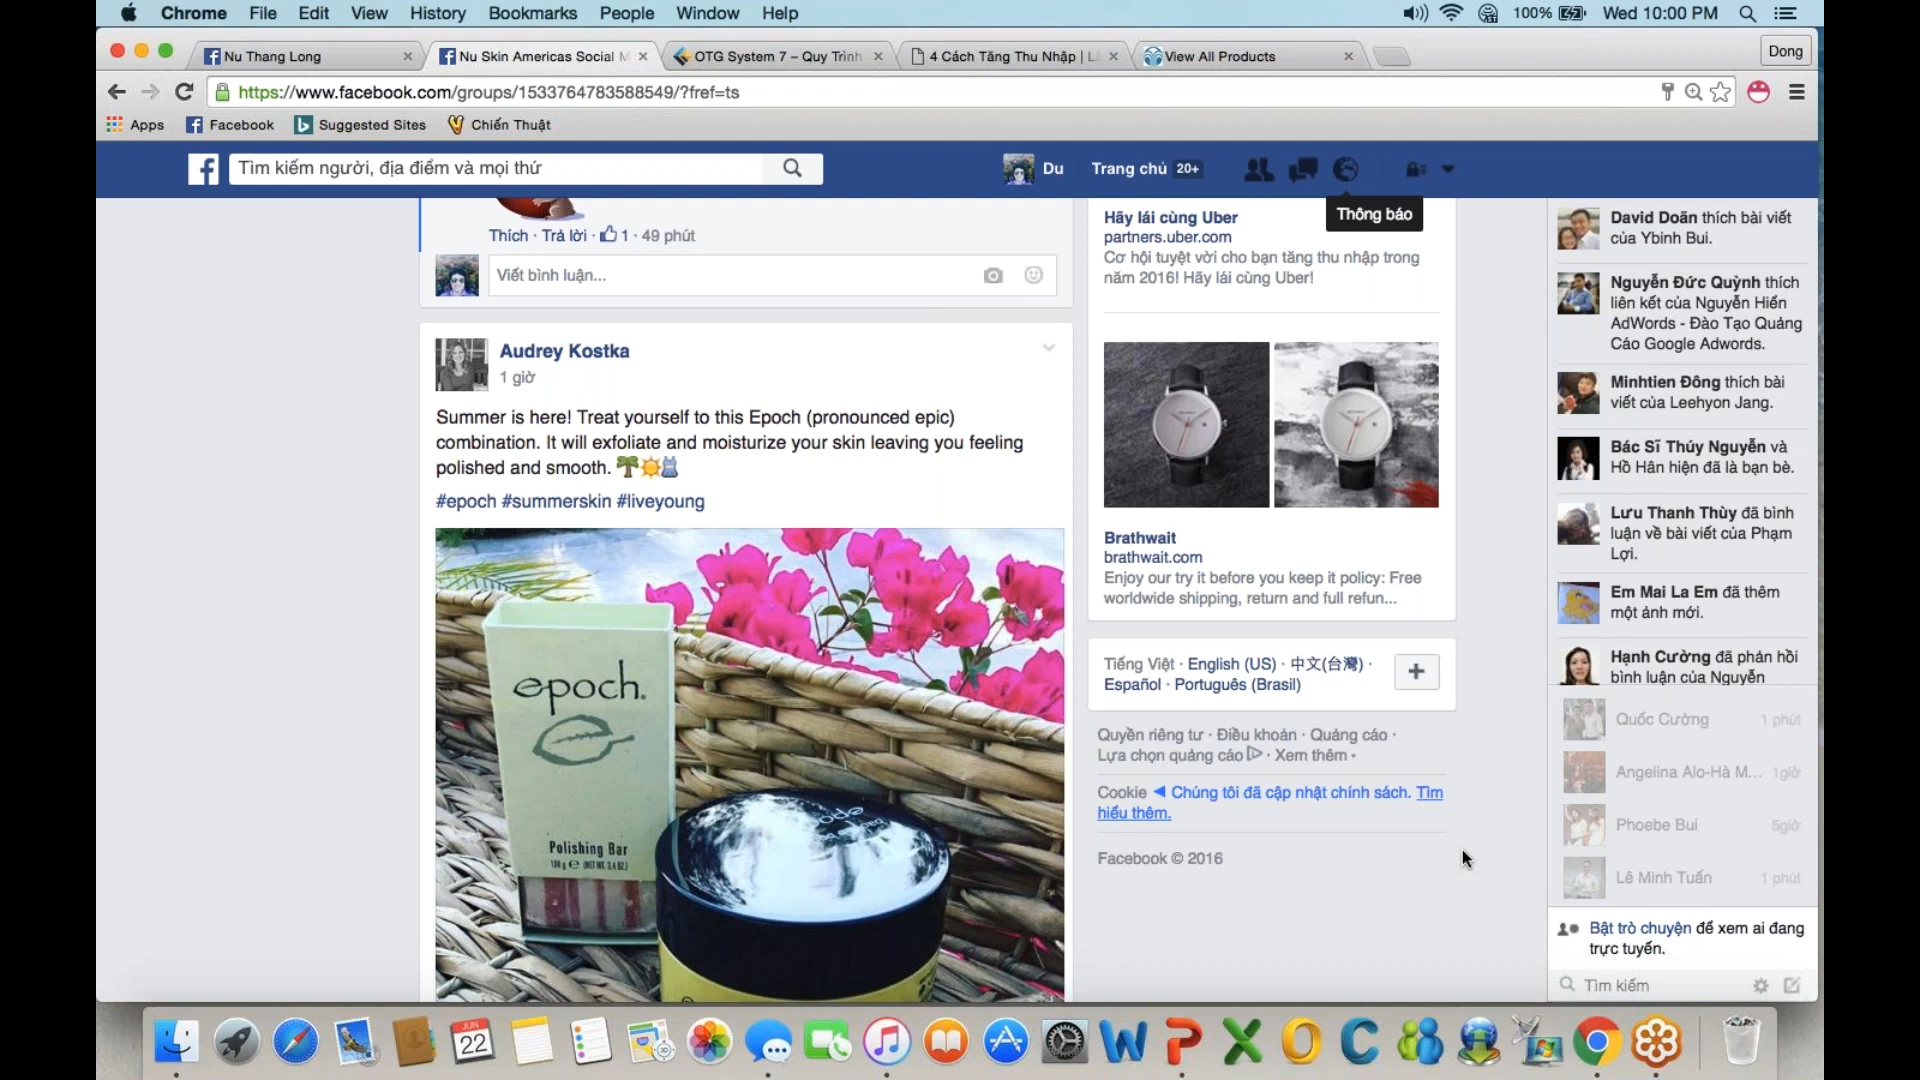 Chrome File Edit View History Bookmarks People Window Help
100% Wed 10:00 PM
Nu Thang Long
Nu Skin Americas Social M
OTG System 7 – Quy Trình
4 Cách Tăng Thu Nhập | Là
View All Products
Dong
https://www.facebook.com/groups/1533764783588549/?fref=ts
Apps Facebook Suggested Sites Chiến Thuật
Tìm kiếm người, địa điểm và mọi thứ
Du Trang chủ 20+
Thông báo
Thích · Trả lời · 1 · 49 phút
Viết bình luận...
Audrey Kostka
1 giờ
Summer is here! Treat yourself to this Epoch (pronounced epic)
combination. It will exfoliate and moisturize your skin leaving you feeling
polished and smooth.
#epoch #summerskin #liveyoung
epoch.
Polishing Bar
100 g e (NET WT. 3.4 OZ.)
Hãy lái cùng Uber
partners.uber.com
Cơ hội tuyệt vời cho bạn tăng thu nhập trong
năm 2016! Hãy lái cùng Uber!
Brathwait
brathwait.com
Enjoy our try it before you keep it policy: Free
worldwide shipping, return and full refun...
Tiếng Việt · English (US) · 中文(台灣) ·
Español · Português (Brasil)
Quyền riêng tư · Điều khoản · Quảng cáo ·
Lựa chọn quảng cáo · Xem thêm
Cookie ◄ Chúng tôi đã cập nhật chính sách. Tìm
hiểu thêm.
Facebook © 2016
David Doãn thích bài viết
của Ybinh Bui.
Nguyễn Đức Quỳnh thích
liên kết của Nguyễn Hiển
AdWords - Đào Tạo Quảng
Cáo Google Adwords.
Minhtien Đông thích bài
viết của Leehyon Jang.
Bác Sĩ Thúy Nguyễn và
Hồ Hân hiện đã là bạn bè.
Lưu Thanh Thùy đã bình
luận về bài viết của Phạm
Lợi.
Em Mai La Em đã thêm
một ảnh mới.
Hạnh Cường đã phản hồi
bình luận của Nguyễn
Quốc Cường 1 phút
Angelina Alo-Hà M... 1giờ
Phoebe Bui 5giờ
Lê Minh Tuấn 1 phút
Bật trò chuyện để xem ai đang
trực tuyến.
Tìm kiếm
JUN
22